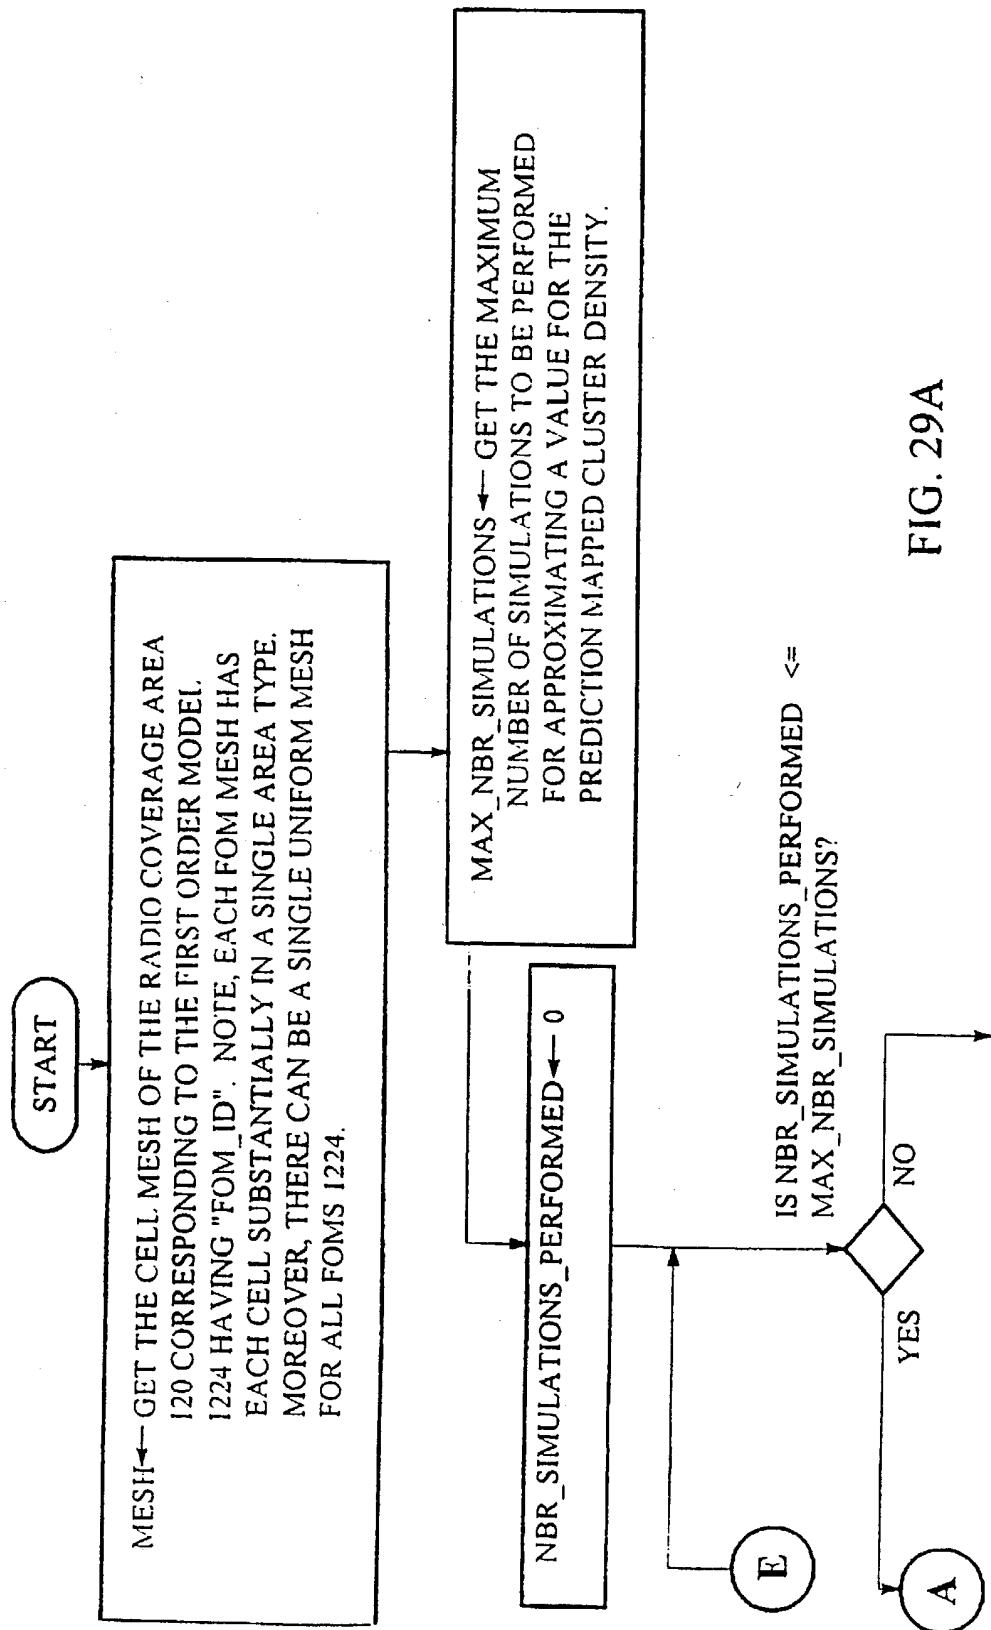 START
MESH ← GET THE CELL MESH OF THE RADIO COVERAGE AREA
120 CORRESPONDING TO THE FIRST ORDER MODEL
1224 HAVING "FOM_ID". NOTE, EACH FOM MESH HAS
EACH CELL SUBSTANTIALLY IN A SINGLE AREA TYPE.
MOREOVER, THERE CAN BE A SINGLE UNIFORM MESH
FOR ALL FOMS 1224.
MAX_NBR_SIMULATIONS ← GET THE MAXIMUM
NUMBER OF SIMULATIONS TO BE PERFORMED
FOR APPROXIMATING A VALUE FOR THE
PREDICTION MAPPED CLUSTER DENSITY.
NBR_SIMULATIONS_PERFORMED ← 0
E
IS NBR_SIMULATIONS_PERFORMED <=
MAX_NBR_SIMULATIONS?
YES
NO
A
FIG. 29A